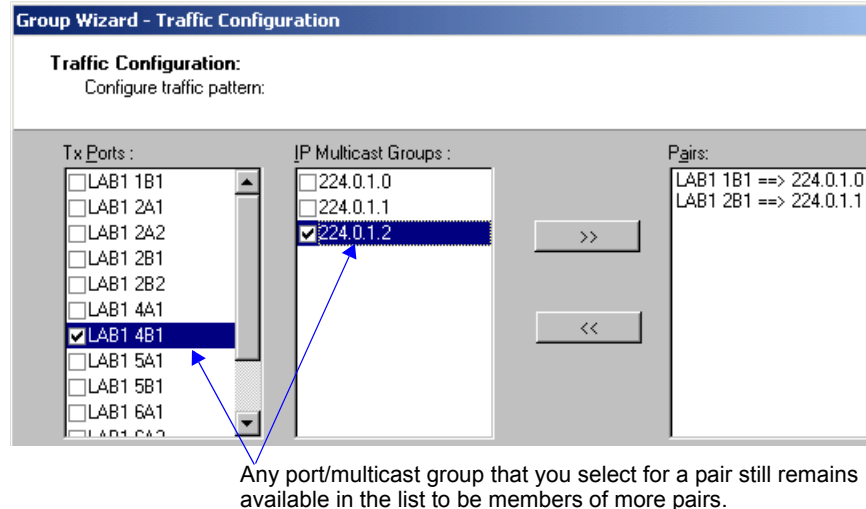 Group Wizard - Traffic Configuration
Traffic Configuration:
Configure traffic pattern:
Tx Ports :
LAB1 1B1
LAB1 2A1
LAB1 2A2
LAB1 2B1
LAB1 2B2
LAB1 4A1
LAB1 4B1
LAB1 5A1
LAB1 5B1
LAB1 6A1
IP Multicast Groups :
224.0.1.0
224.0.1.1
224.0.1.2
>>
<<
Pairs:
LAB1 1B1 ==> 224.0.1.0
LAB1 2B1 ==> 224.0.1.1
Any port/multicast group that you select for a pair still remains
available in the list to be members of more pairs.